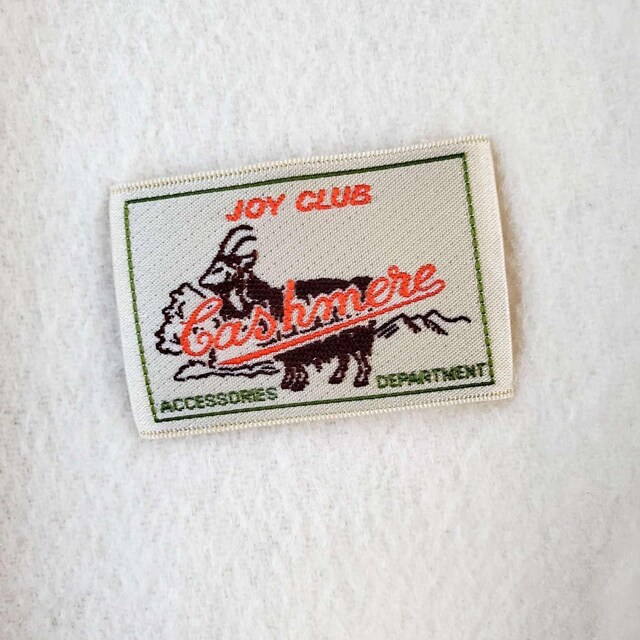 JOY CLUB
Cashmere
ACCESSORIES DEPARTMENT